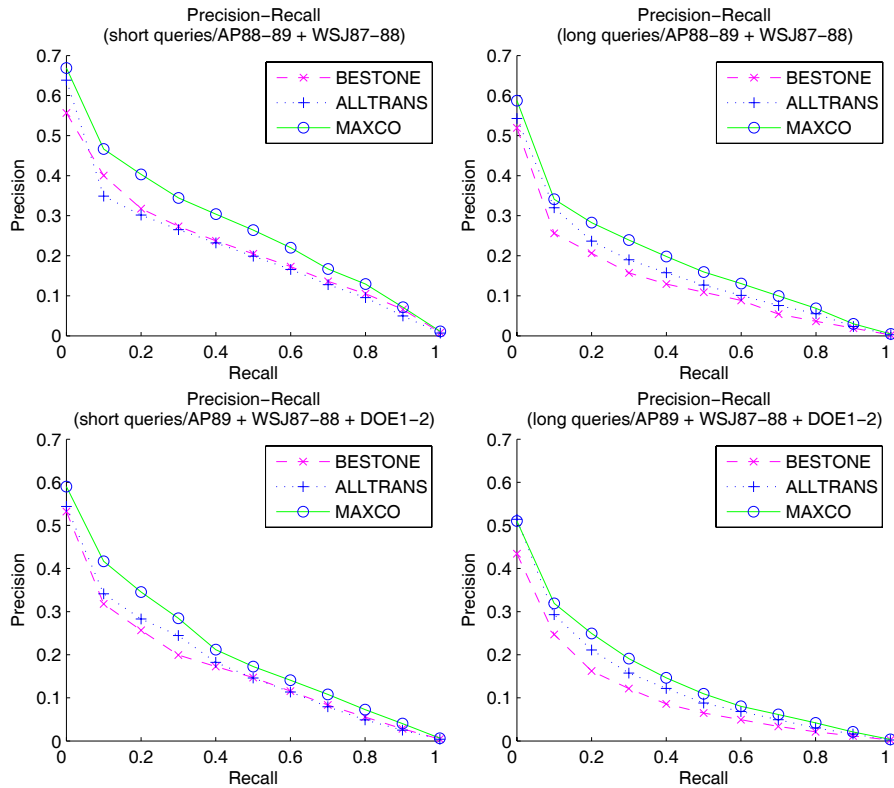 Precision−Recall
(short queries/AP88−89 + WSJ87−88)
0.7
0.6
0.5
0.4
0.3
0.2
0.1
0
Precision
BESTONE
ALLTRANS
MAXCO
0 0.2 0.4 0.6 0.8 1
Recall
Precision−Recall
(long queries/AP88−89 + WSJ87−88)
0.7
0.6
0.5
0.4
0.3
0.2
0.1
0
Precision
BESTONE
ALLTRANS
MAXCO
0 0.2 0.4 0.6 0.8 1
Recall
Precision−Recall
(short queries/AP89 + WSJ87−88 + DOE1−2)
0.7
0.6
0.5
0.4
0.3
0.2
0.1
0
Precision
BESTONE
ALLTRANS
MAXCO
0 0.2 0.4 0.6 0.8 1
Recall
Precision−Recall
(long queries/AP89 + WSJ87−88 + DOE1−2)
0.7
0.6
0.5
0.4
0.3
0.2
0.1
0
Precision
BESTONE
ALLTRANS
MAXCO
0 0.2 0.4 0.6 0.8 1
Recall